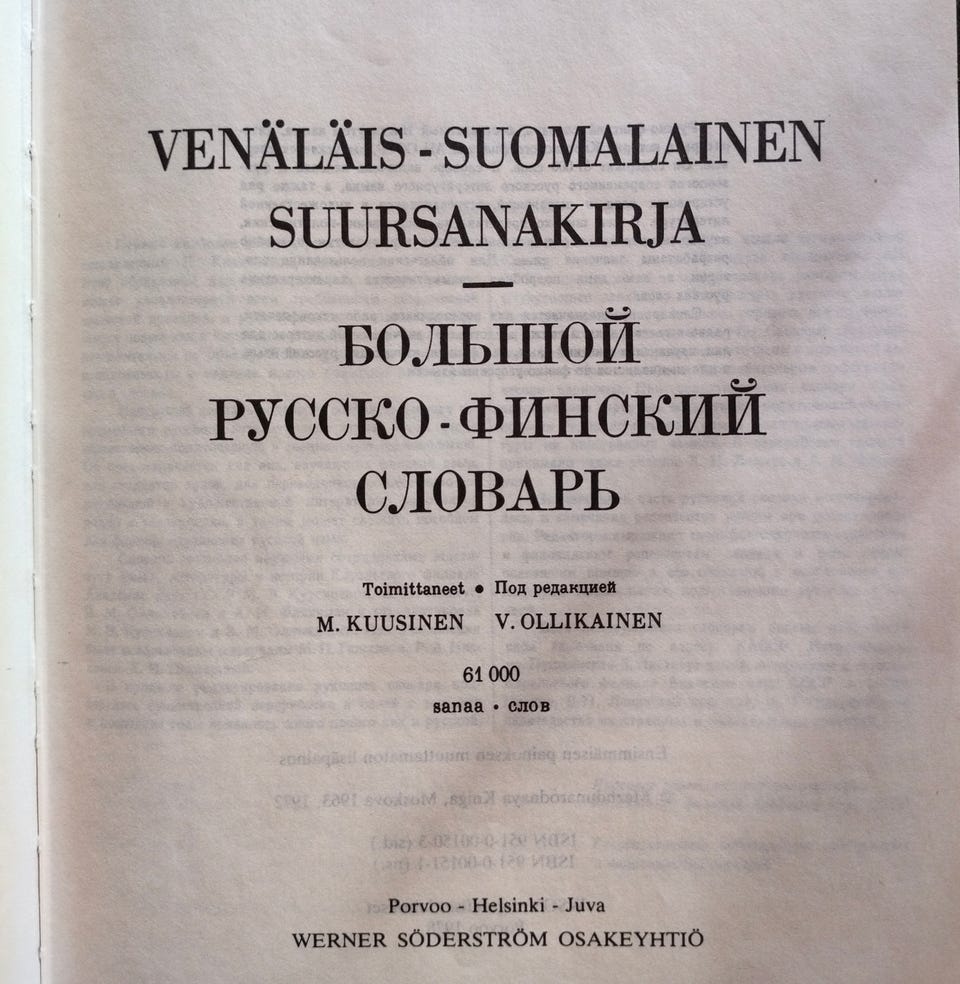 VENÄLÄIS - SUOMALAINEN
SUURSANAKIRJA
—
БОЛЬШОЙ
РУССКО - ФИНСКИЙ
СЛОВАРЬ
Toimittaneet • Под редакцией
M. KUUSINEN V. OLLIKAINEN
61 000
sanaa • слов
Porvoo - Helsinki - Juva
WERNER SÖDERSTRÖM OSAKEYHTIÖ